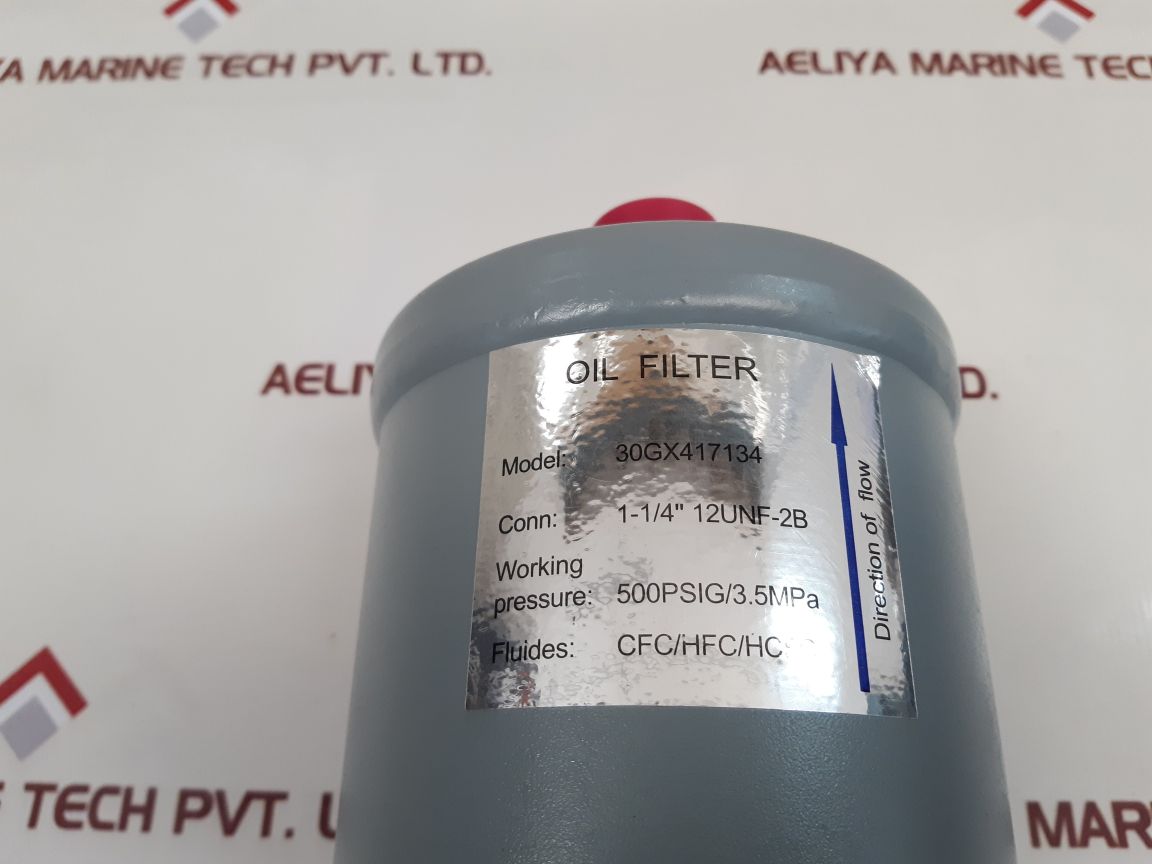 A MARINE TECH PVT. LTD.
AELIYA MARINE TEC
OIL FILTER
Model: 30GX417134
Conn: 1-1/4" 12UNF-2B
Working
pressure: 500PSIG/3.5MPa
Fluides: CFC/HFC/HC
Direction of flow
TECH PVT.
MAR